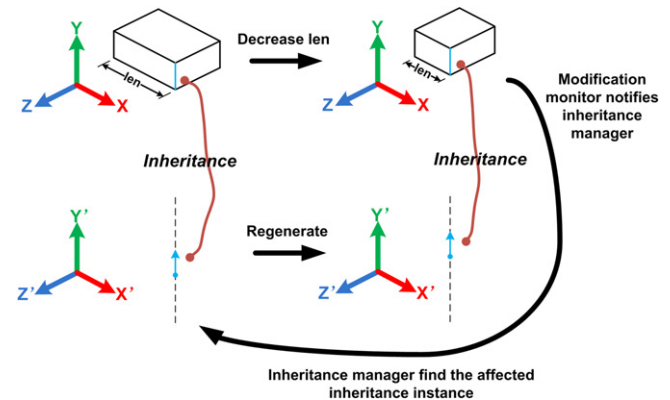 Y
Decrease len
Y
len
Z
X
len
Z
X
Modification
monitor notifies
inheritance
manager
Inheritance
Inheritance
Y'
Regenerate
Y'
Z'
X'
Z'
X'
Inheritance manager find the affected
inheritance instance